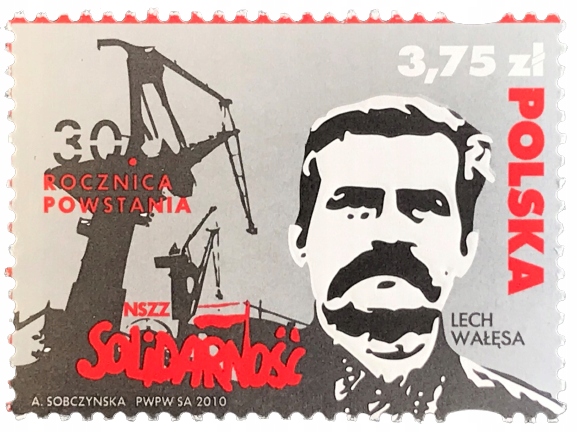 3,75 zł
POLSKA
30.
ROCZNICA
POWSTANIA
NSZZ
SOLIDARNOŚĆ
LECH
WAŁĘSA
A. SOBCZYNSKA PWPW SA 2010